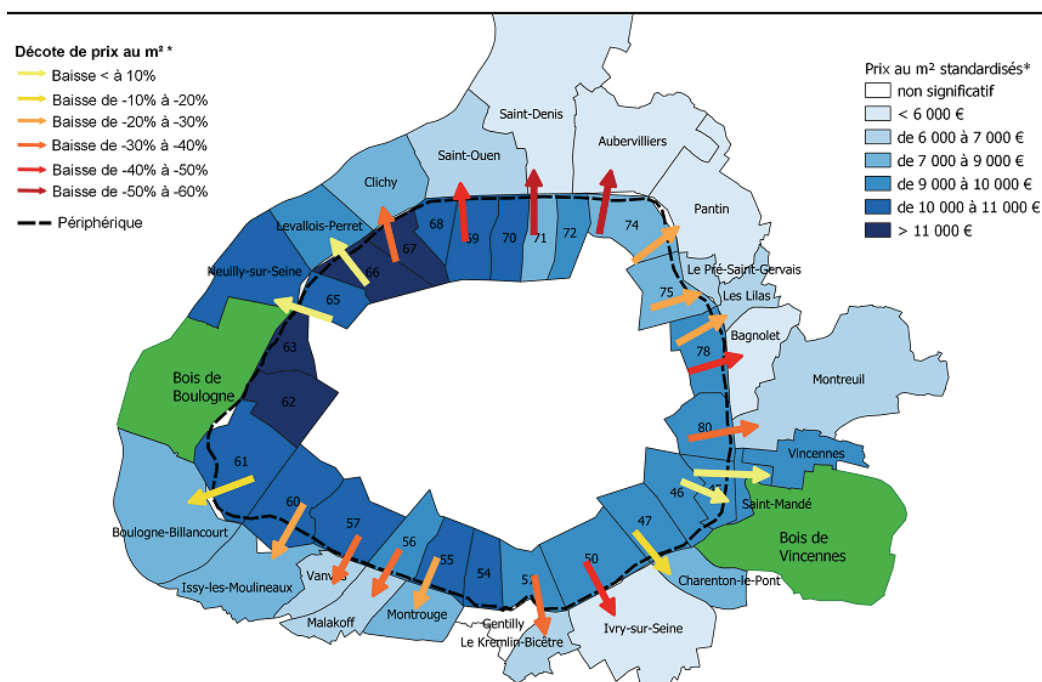 Décote de prix au m² *
Baisse < à 10%
Baisse de -10% à -20%
Baisse de -20% à -30%
Baisse de -30% à -40%
Baisse de -40% à -50%
Baisse de -50% à -60%
Périphérique
Prix au m² standardisés*
non significatif
< 6 000 €
de 6 000 à 7 000 €
de 7 000 à 9 000 €
de 9 000 à 10 000 €
de 10 000 à 11 000 €
> 11 000 €
Saint-Denis
Aubervilliers
Saint-Ouen
Clichy
Pantin
Levallois-Perret
68
69
70
71
72
74
67
66
Neuilly-sur-Seine
Le Pré-Saint-Gervais
Les Lilas
65
75
Bagnolet
63
78
Bois de
Boulogne
Montreuil
62
80
Vincennes
61
46
Saint-Mandé
60
57
47
Boulogne-Billancourt
56
55
54
50
Bois de
Vincennes
Issy-les-Moulineaux
Vanves
Charenton-le-Pont
Malakoff
Montrouge
Gentilly
Le Kremlin-Bicêtre
Ivry-sur-Seine